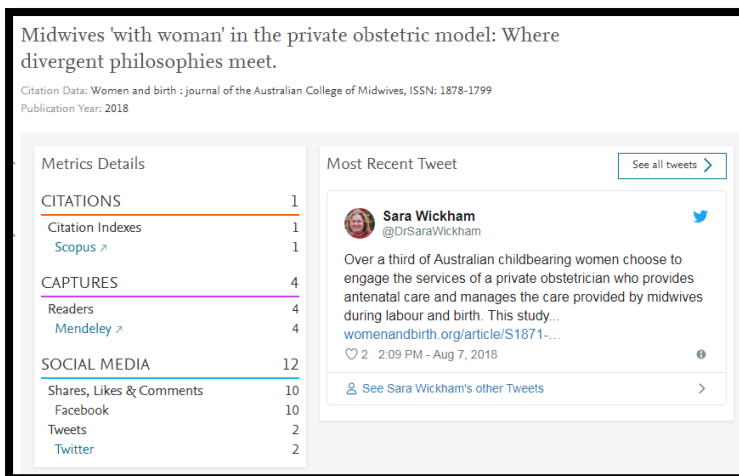 Midwives 'with woman' in the private obstetric model: Where
divergent philosophies meet.
Citation Data: Women and birth : journal of the Australian College of Midwives, ISSN: 1878-1799
Publication Year: 2018
Metrics Details
CITATIONS 1
Citation Indexes 1
Scopus ↗ 1
CAPTURES 4
Readers 4
Mendeley ↗ 4
SOCIAL MEDIA 12
Shares, Likes & Comments 10
Facebook 10
Tweets 2
Twitter 2
Most Recent Tweet
See all tweets
Sara Wickham
@DrSaraWickham
Over a third of Australian childbearing women choose to
engage the services of a private obstetrician who provides
antenatal care and manages the care provided by midwives
during labour and birth. This study...
womenandbirth.org/article/S1871-...
2 2:09 PM - Aug 7, 2018
See Sara Wickham's other Tweets